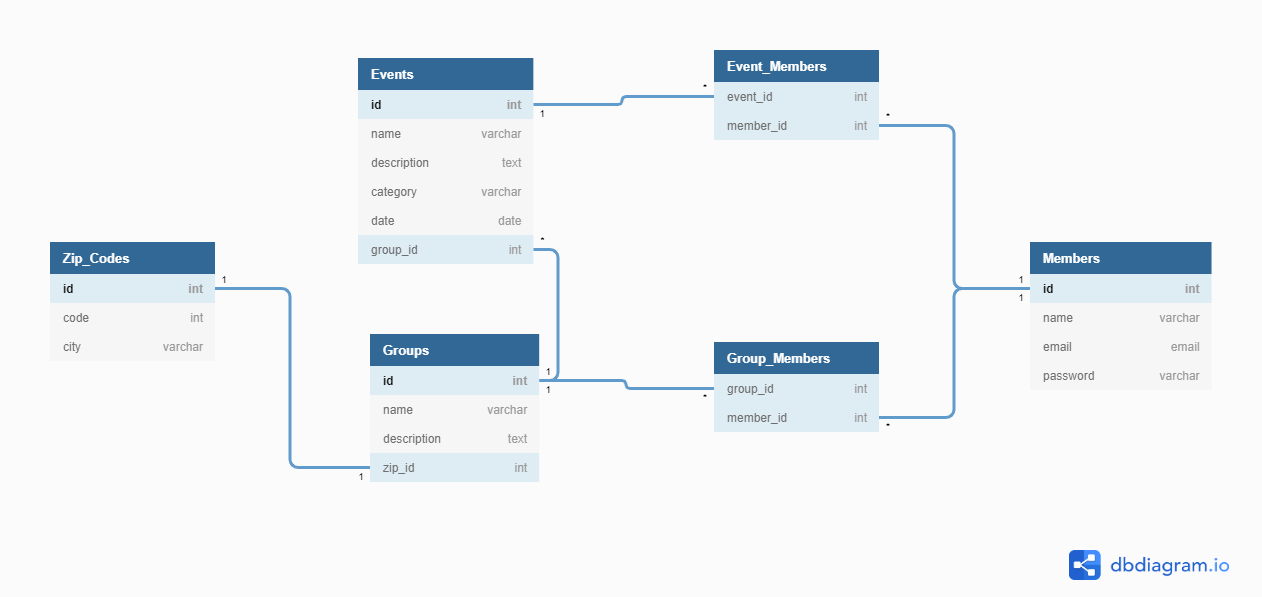 Events
id int
name varchar
description text
category varchar
date date
group_id int
1
*
Event_Members
event_id int
member_id int
*
*
Zip_Codes
id int
code int
city varchar
1
Groups
id int
name varchar
description text
zip_id int
1
1
1
Group_Members
group_id int
member_id int
*
*
Members
id int
name varchar
email email
password varchar
1
1
dbdiagram.io